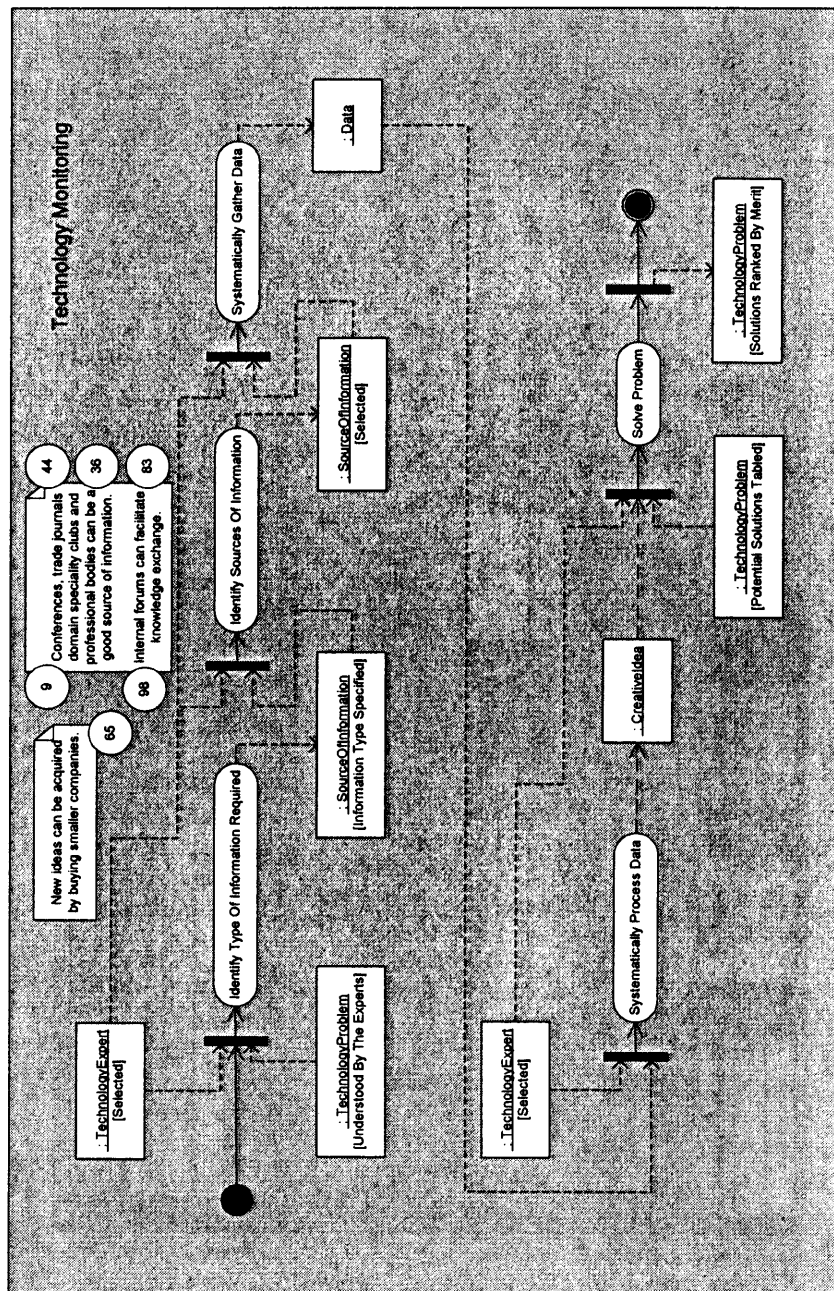 Technology Monitoring
New ideas can be acquired
by buying smaller companies.
65
9
Conferences, trade journals
domain speciality clubs and
professional bodies can be a
good source of information.
Internal forums can facilitate
knowledge exchange.
98
44
36
83
: TechnologyExpert
[Selected]
Identify Type Of Information Required
Identify Sources Of Information
Systematically Gather Data
: TechnologyProblem
[Understood By The Experts]
: SourceOfInformation
[Information Type Specified]
: SourceOfInformation
[Selected]
: Data
: TechnologyExpert
[Selected]
Systematically Process Data
: CreativeIdea
Solve Problem
: TechnologyProblem
[Potential Solutions Tabled]
: TechnologyProblem
[Solutions Ranked By Merit]